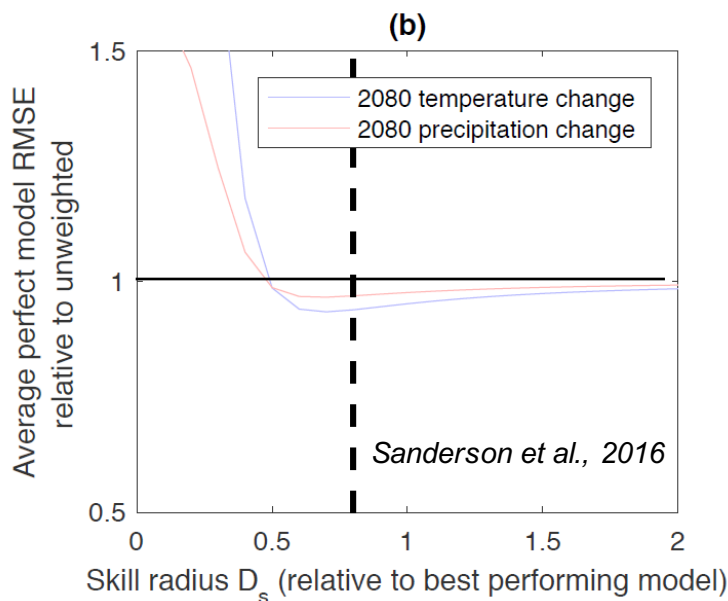 (b)
1.5
2080 temperature change
2080 precipitation change
Average perfect model RMSE
relative to unweighted
1
Sanderson et al., 2016
0.5
0
0.5
1
1.5
2
Skill radius D_s (relative to best performing model)